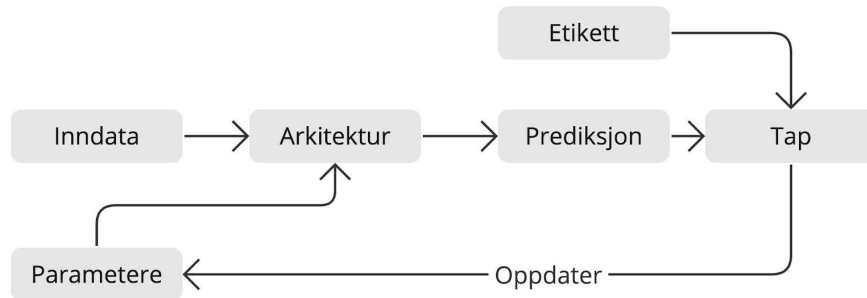 Etikett
Inndata
Arkitektur
Prediksjon
Tap
Parametere
Oppdater